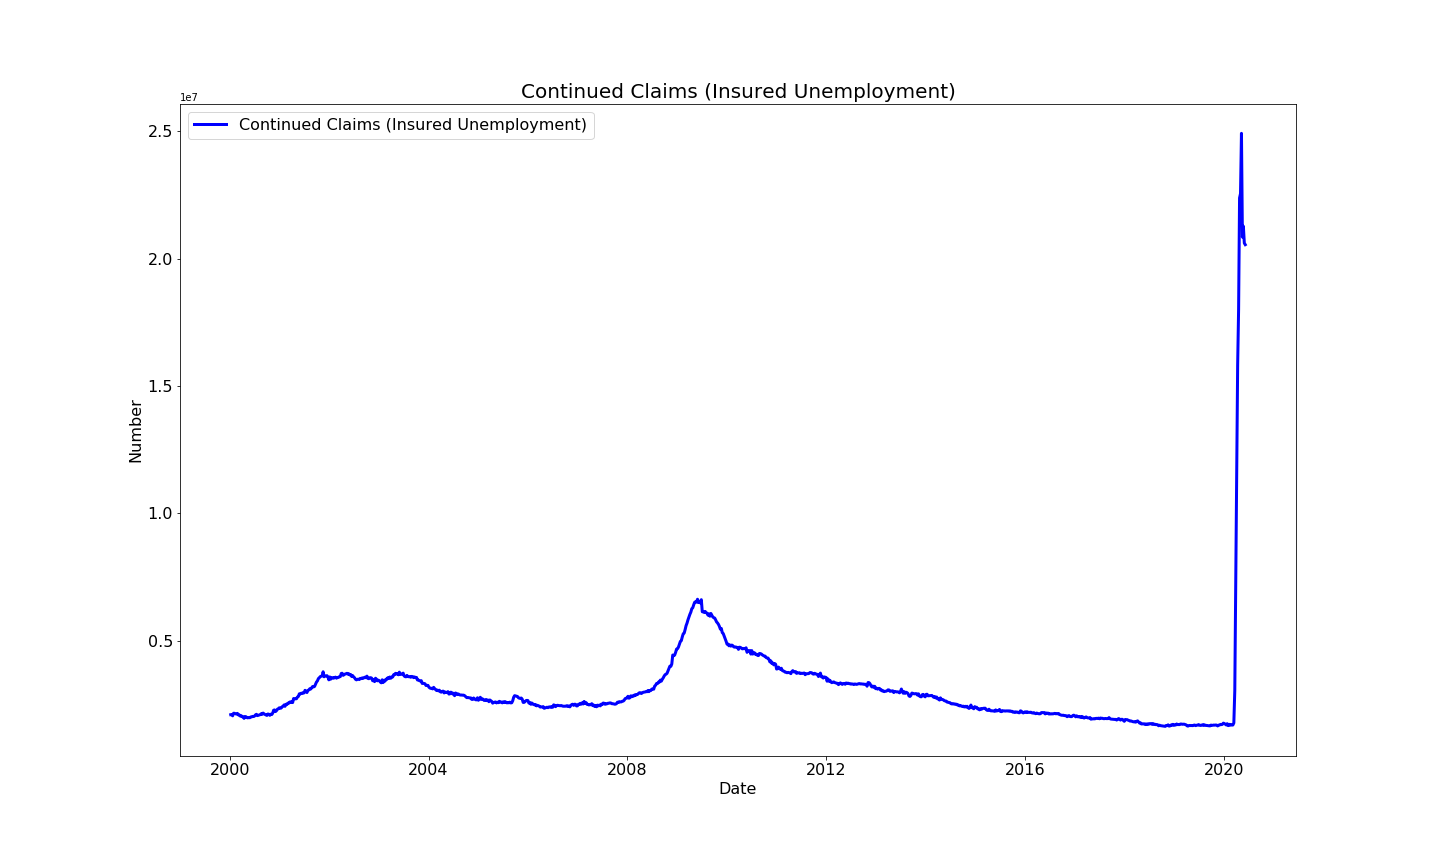 Continued Claims (Insured Unemployment)
1e7
Continued Claims (Insured Unemployment)
2.5
2.0
1.5
1.0
0.5
Number
2000 2004 2008 2012 2016 2020
Date